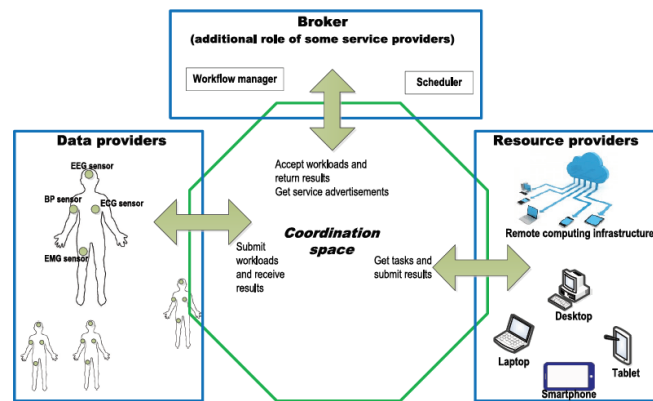 Broker
(additional role of some service providers)
Workflow manager
Scheduler
Data providers
EEG sensor
BP sensor
ECG sensor
EMG sensor
Accept workloads and
return results
Get service advertisements
Coordination
space
Submit
workloads and
receive
results
Get tasks and
submit results
Resource providers
Remote computing infrastructure
Desktop
Laptop
Tablet
Smartphone